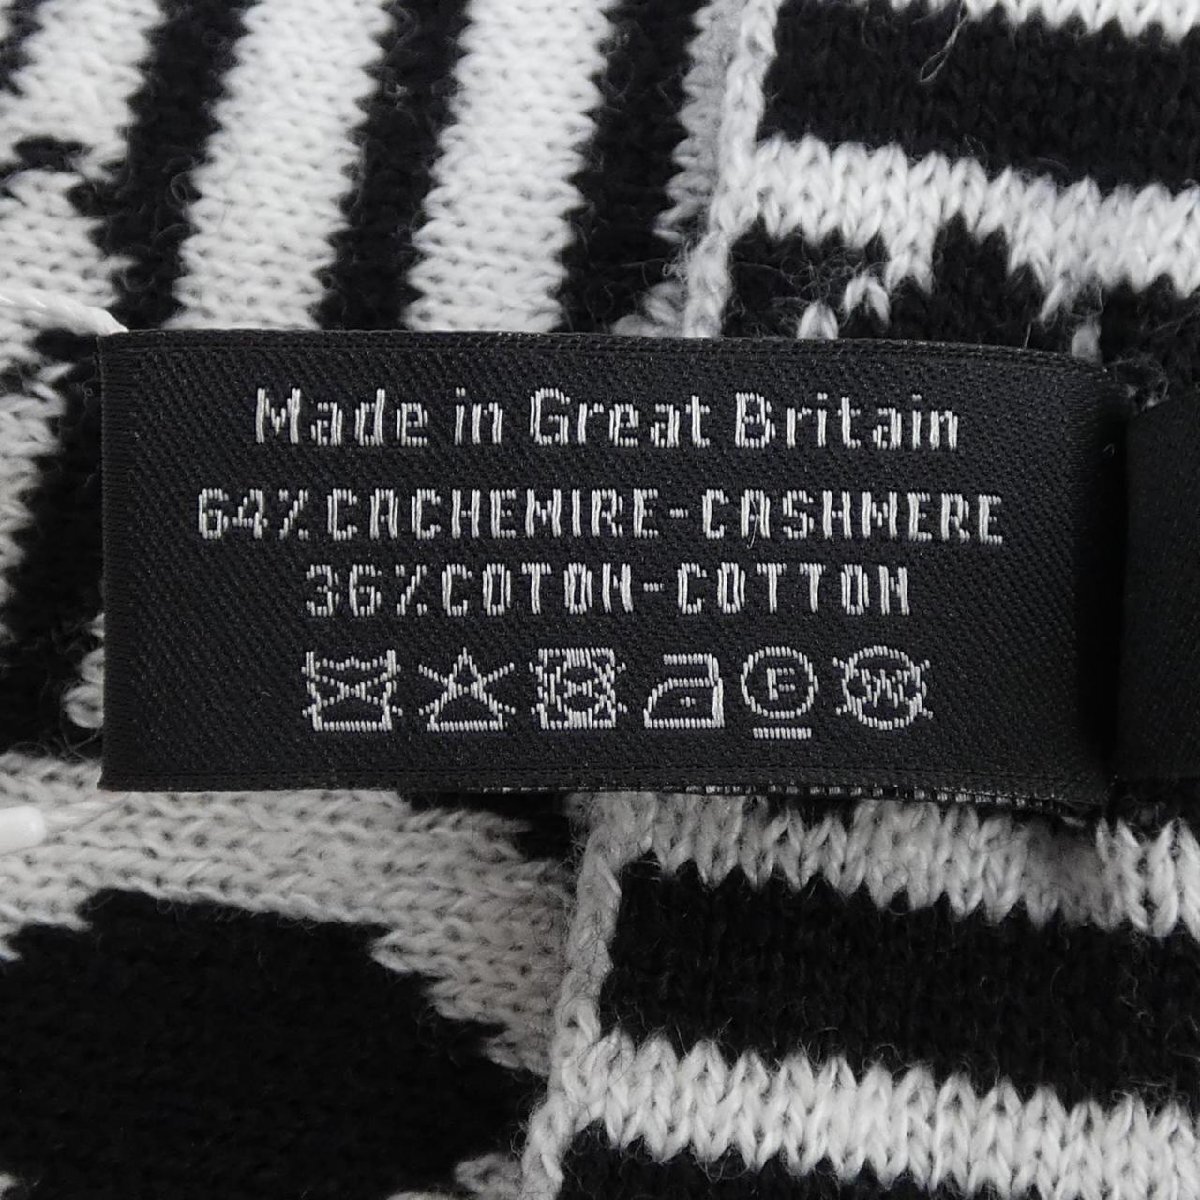 Made in Great Britain
64% CACHEMIRE-CASHMERE
36% COTON-COTTON
F W